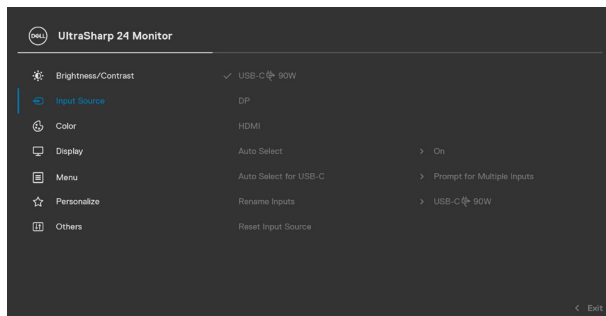 DELL
UltraSharp 24 Monitor
Brightness/Contrast
USB-C 90W
Input Source
DP
Color
HDMI
Display
Auto Select
On
Menu
Auto Select for USB-C
Prompt for Multiple Inputs
Personalize
Rename Inputs
USB-C 90W
Others
Reset Input Source
Exit